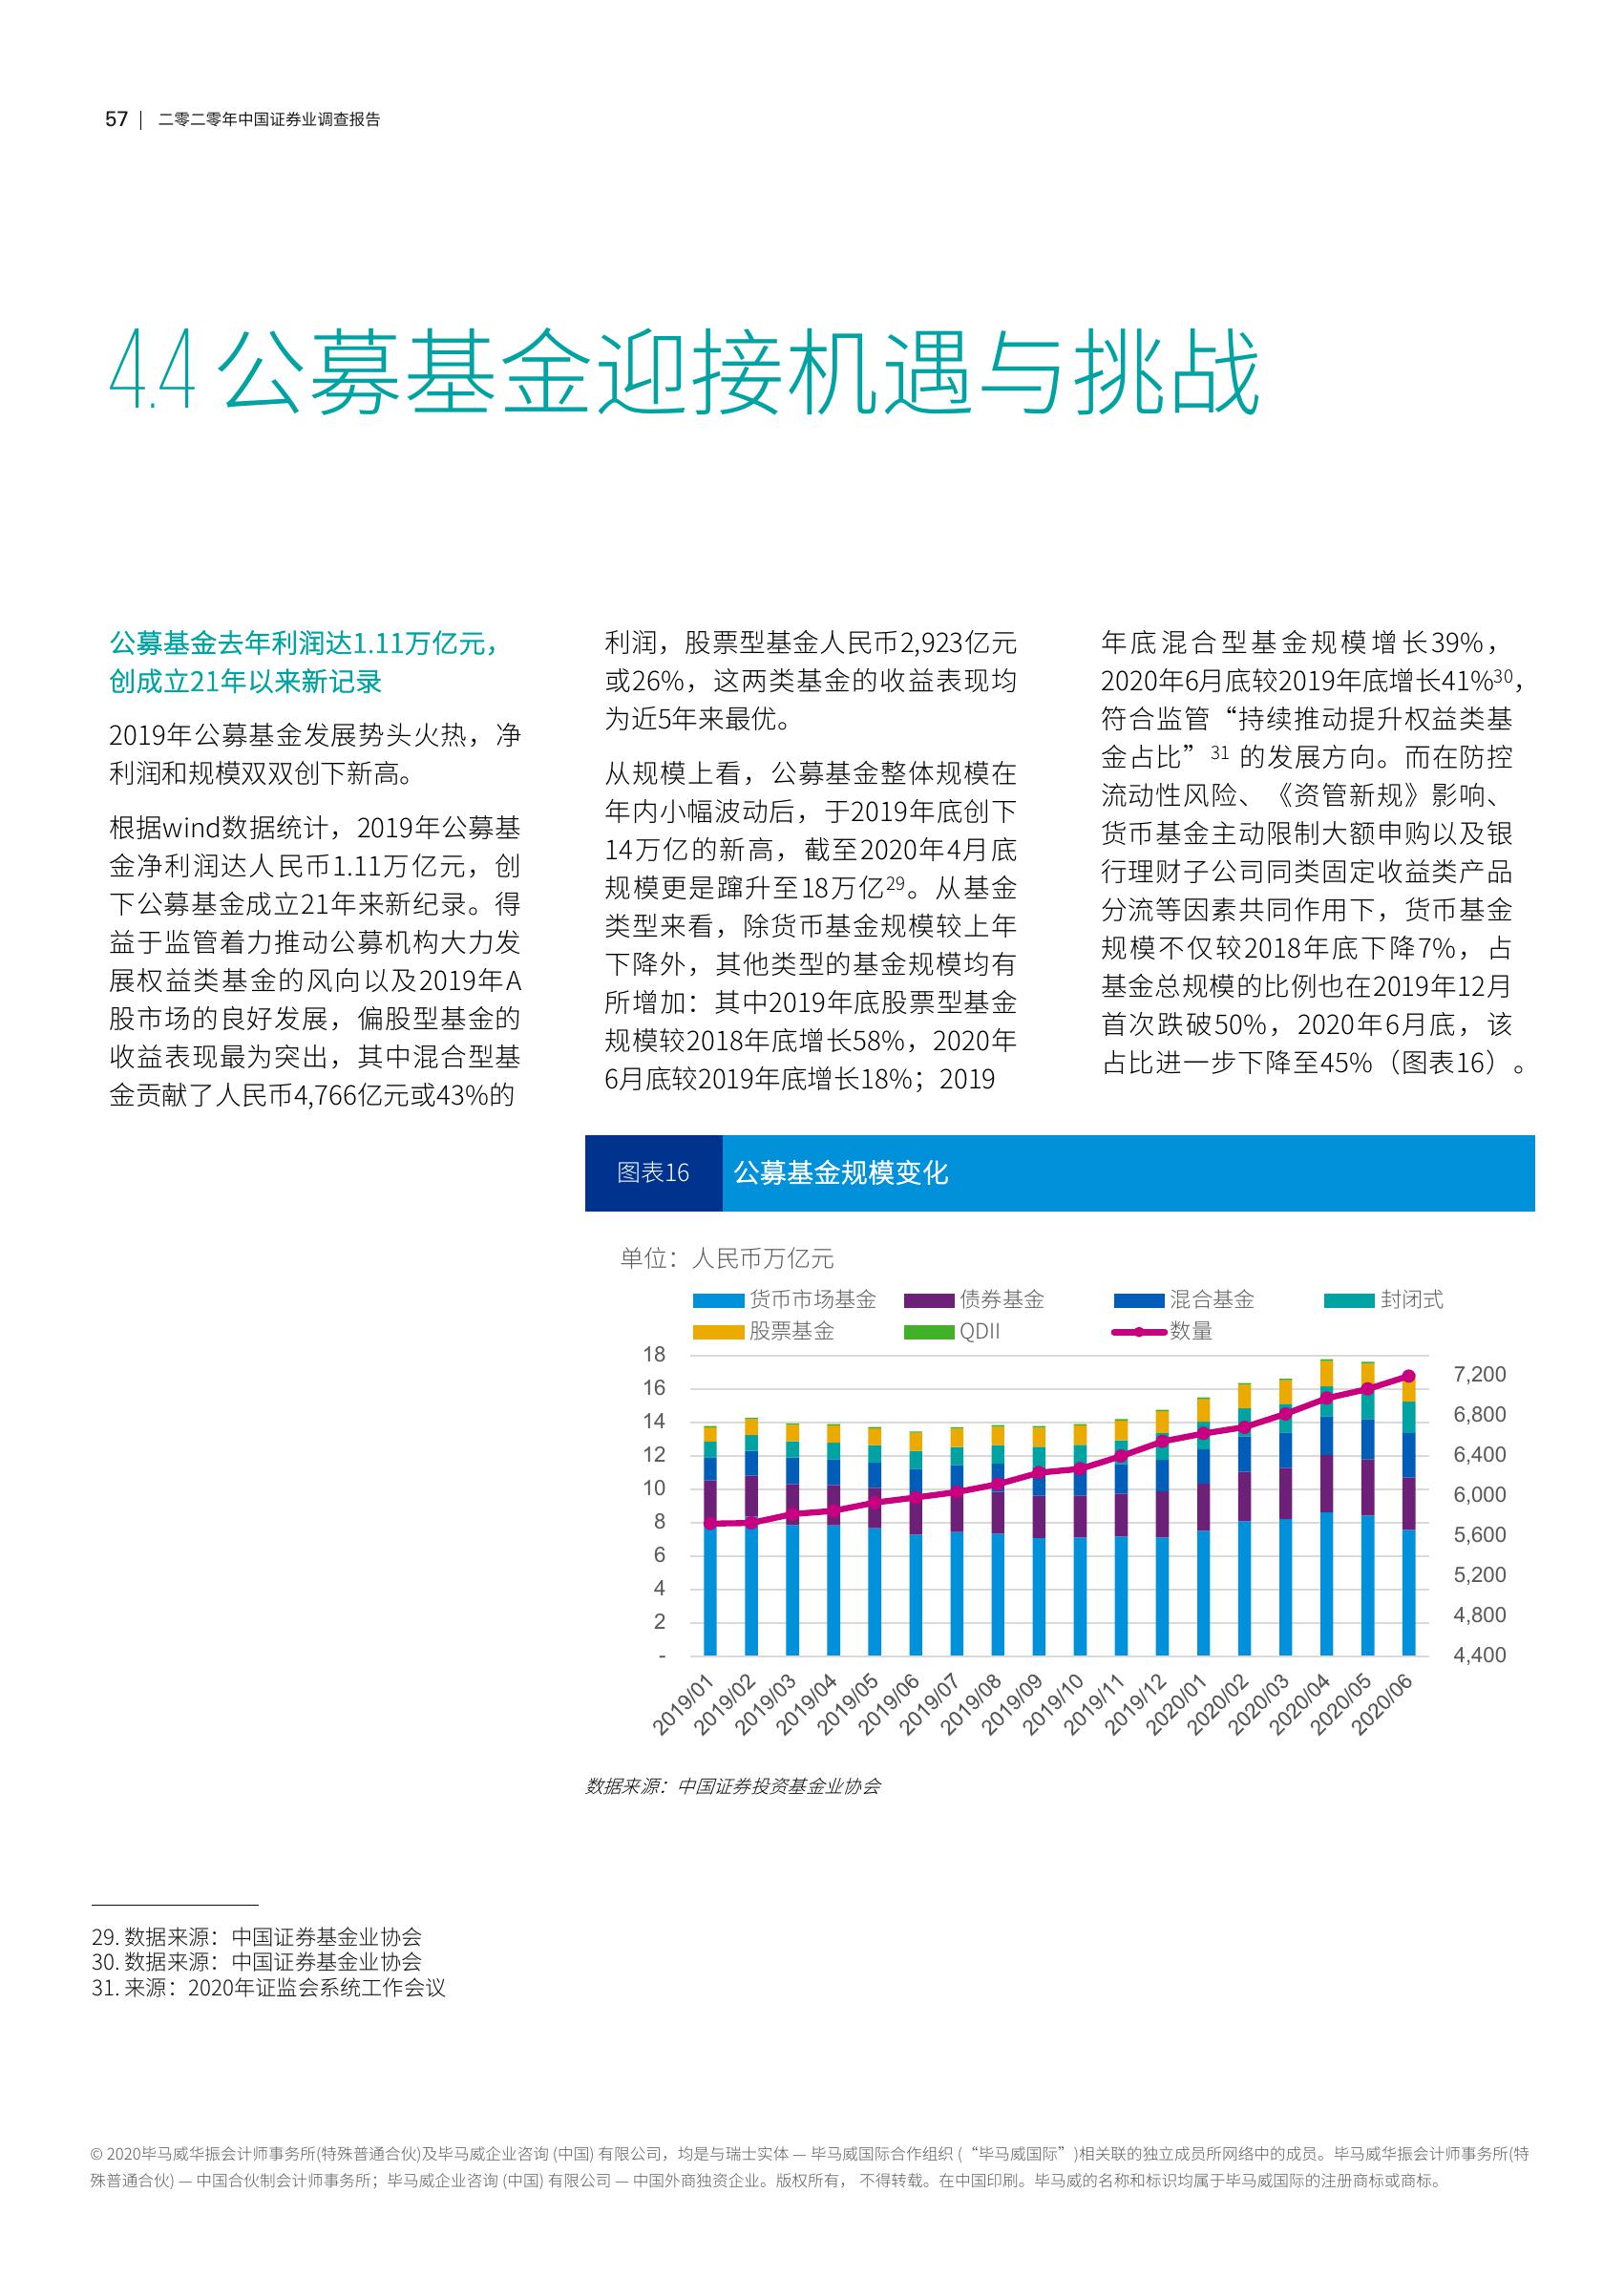 57 | 二零二零年中国证券业调查报告
4.4 公募基金迎接机遇与挑战
公募基金去年利润达1.11万亿元，
创成立21年以来新记录
2019年公募基金发展势头火热，净
利润和规模双双创下新高。
根据wind数据统计，2019年公募基
金净利润达人民币1.11万亿元，创
下公募基金成立21年来新纪录。得
益于监管着力推动公募机构大力发
展权益类基金的风向以及2019年A
股市场的良好发展，偏股型基金的
收益表现最为突出，其中混合型基
金贡献了人民币4,766亿元或43%的
利润，股票型基金人民币2,923亿元
或26%，这两类基金的收益表现均
为近5年来最优。
从规模上看，公募基金整体规模在
年内小幅波动后，于2019年底创下
14万亿的新高，截至2020年4月底
规模更是蹿升至18万亿29。从基金
类型来看，除货币基金规模较上年
下降外，其他类型的基金规模均有
所增加：其中2019年底股票型基金
规模较2018年底增长58%，2020年
6月底较2019年底增长18%；2019
年底混合型基金规模增长39%，
2020年6月底较2019年底增长41%30，
符合监管“持续推动提升权益类基
金占比”31 的发展方向。而在防控
流动性风险、《资管新规》影响、
货币基金主动限制大额申购以及银
行理财子公司同类固定收益类产品
分流等因素共同作用下，货币基金
规模不仅较2018年底下降7%，占
基金总规模的比例也在2019年12月
首次跌破50%，2020年6月底，该
占比进一步下降至45%（图表16）。
图表16 公募基金规模变化
单位：人民币万亿元
货币市场基金 债券基金 混合基金 封闭式
股票基金 QDII 数量
18
16
14
12
10
8
6
4
2
-
7,200
6,800
6,400
6,000
5,600
5,200
4,800
4,400
2019/01 2019/02 2019/03 2019/04 2019/05 2019/06 2019/07 2019/08 2019/09 2019/10 2019/11 2019/12 2020/01 2020/02 2020/03 2020/04 2020/05 2020/06
数据来源：中国证券投资基金业协会
29. 数据来源：中国证券基金业协会
30. 数据来源：中国证券基金业协会
31. 来源：2020年证监会系统工作会议
© 2020毕马威华振会计师事务所(特殊普通合伙)及毕马威企业咨询 (中国) 有限公司，均是与瑞士实体 — 毕马威国际合作组织 (“毕马威国际”)相关联的独立成员所网络中的成员。毕马威华振会计师事务所(特
殊普通合伙) — 中国合伙制会计师事务所；毕马威企业咨询 (中国) 有限公司 — 中国外商独资企业。版权所有， 不得转载。在中国印刷。毕马威的名称和标识均属于毕马威国际的注册商标或商标。